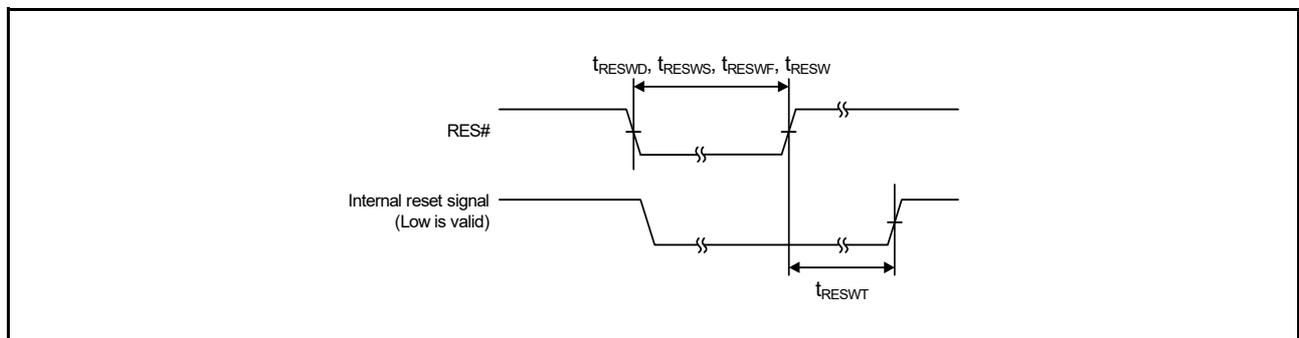 tRESWD, tRESWS, tRESWF, tRESW
RES#
Internal reset signal
(Low is valid)
tRESWT